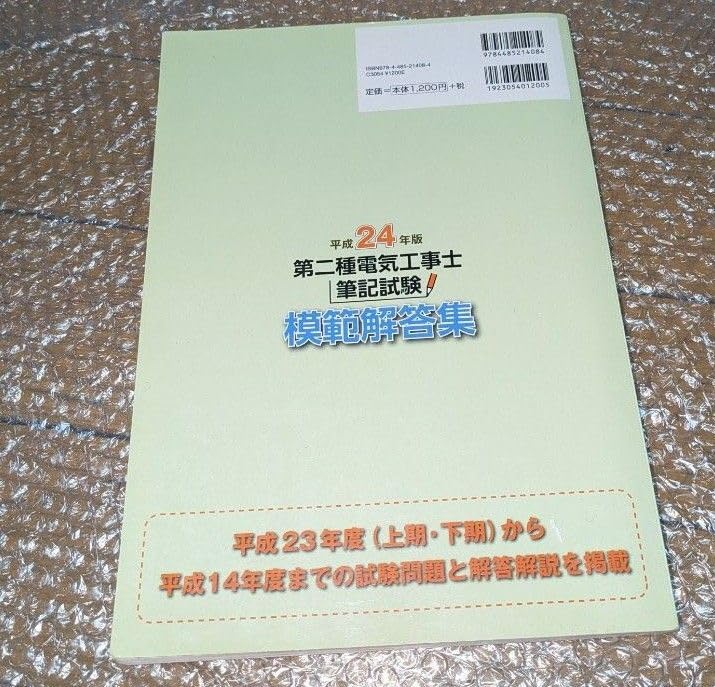 9784485214084
ISBN978-4-485-21408-4
C3054 ¥1200E
定価=本体1,200円+税
1923054012005
平成24年版
第二種電気工事士
筆記試験
模範解答集
平成23年度(上期・下期)から
平成14年度までの試験問題と解答解説を掲載